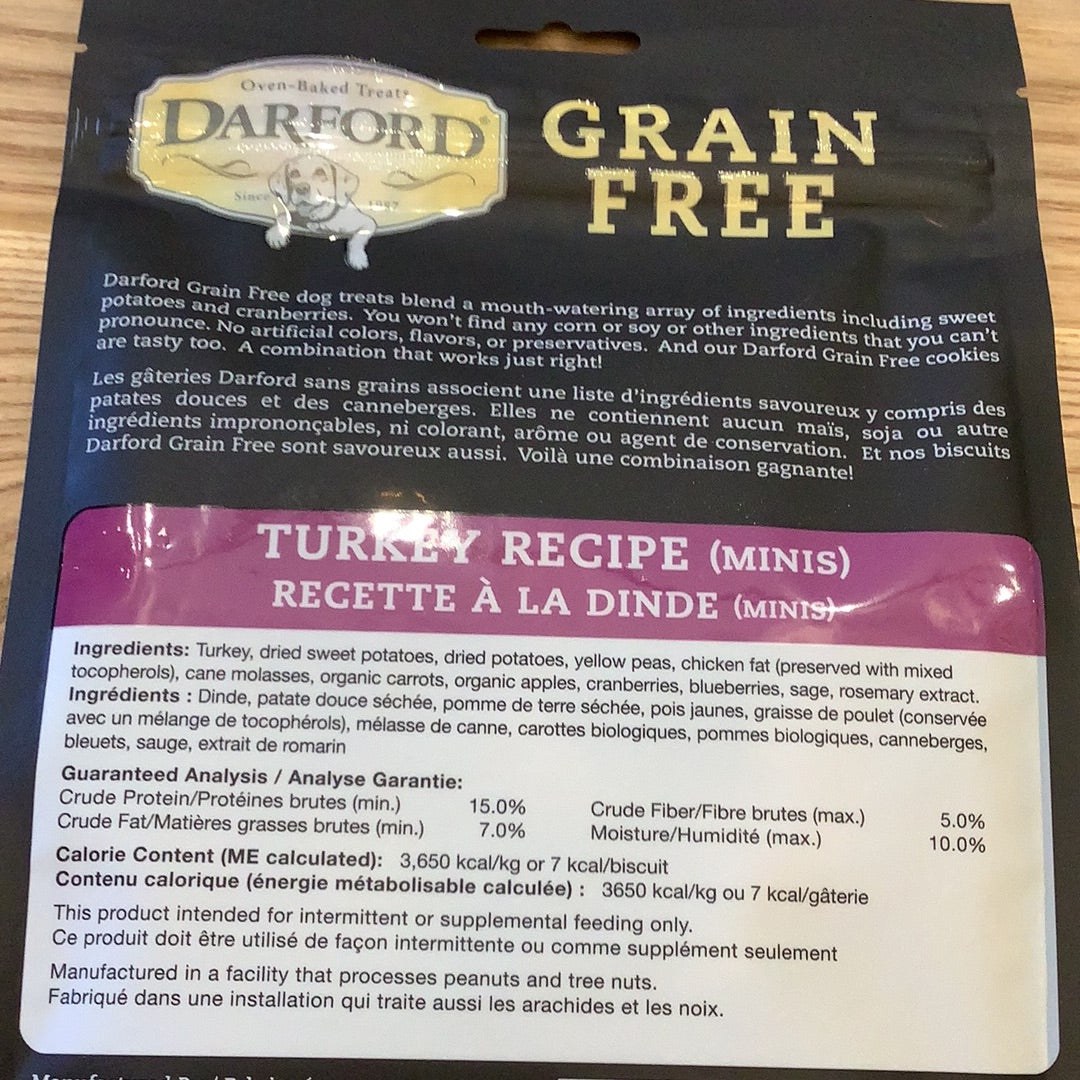 Oven-Baked Treats
DARFORD®
Since 1987
GRAIN
FREE
Darford Grain Free dog treats blend a mouth-watering array of ingredients including sweet
potatoes and cranberries. You won't find any corn or soy or other ingredients that you can't
pronounce. No artificial colors, flavors, or preservatives. And our Darford Grain Free cookies
are tasty too. A combination that works just right!
Les gâteries Darford sans grains associent une liste d'ingrédients savoureux y compris des
patates douces et des canneberges. Elles ne contiennent aucun maïs, soja ou autre
ingrédients imprononçables, ni colorant, arôme ou agent de conservation. Et nos biscuits
Darford Grain Free sont savoureux aussi. Voilà une combinaison gagnante!
TURKEY RECIPE (MINIS)
RECETTE À LA DINDE (MINIS)
Ingredients: Turkey, dried sweet potatoes, dried potatoes, yellow peas, chicken fat (preserved with mixed
tocopherols), cane molasses, organic carrots, organic apples, cranberries, blueberries, sage, rosemary extract.
Ingrédients : Dinde, patate douce séchée, pomme de terre séchée, pois jaunes, graisse de poulet (conservée
avec un mélange de tocophérols), mélasse de canne, carottes biologiques, pommes biologiques, canneberges,
bleuets, sauge, extrait de romarin
Guaranteed Analysis / Analyse Garantie:
Crude Protein/Protéines brutes (min.) 15.0% Crude Fiber/Fibre brutes (max.) 5.0%
Crude Fat/Matières grasses brutes (min.) 7.0% Moisture/Humidité (max.) 10.0%
Calorie Content (ME calculated): 3,650 kcal/kg or 7 kcal/biscuit
Contenu calorique (énergie métabolisable calculée) : 3650 kcal/kg ou 7 kcal/gâterie
This product intended for intermittent or supplemental feeding only.
Ce produit doit être utilisé de façon intermittente ou comme supplément seulement
Manufactured in a facility that processes peanuts and tree nuts.
Fabriqué dans une installation qui traite aussi les arachides et les noix.